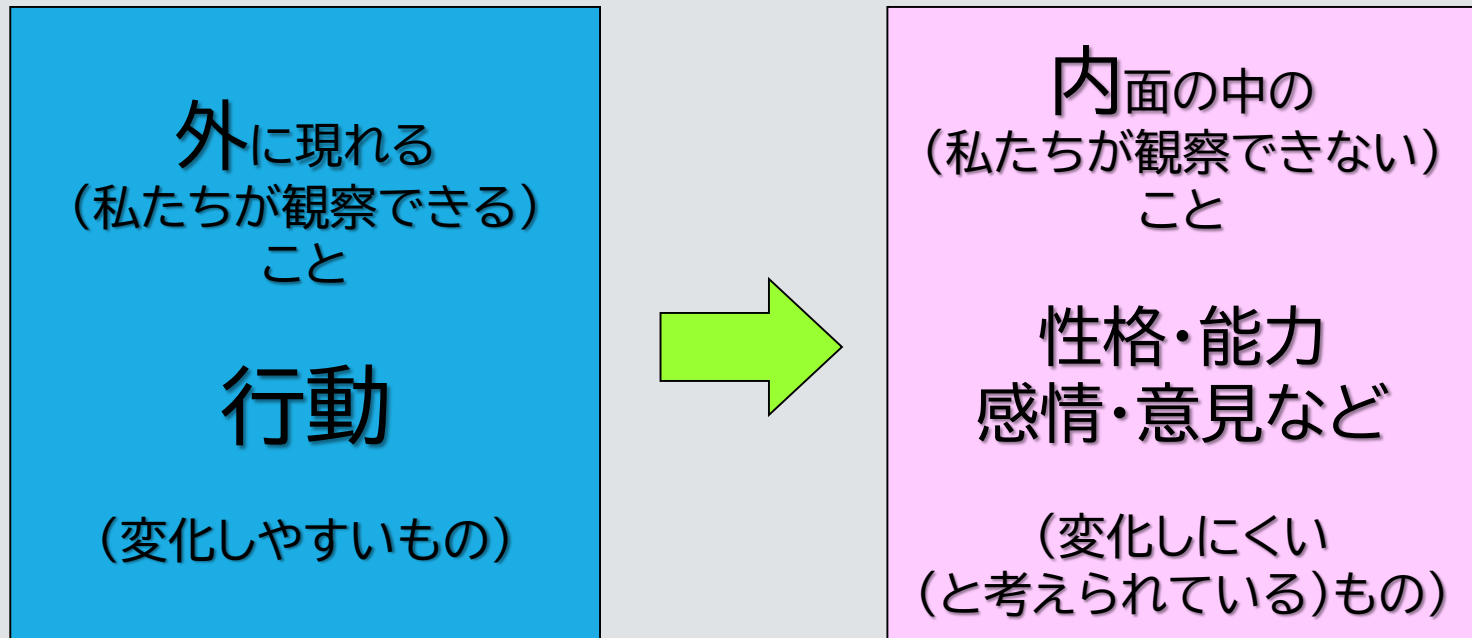 外に現れる
（私たちが観察できる）
こと
行動
（変化しやすいもの）
内面の中の
（私たちが観察できない）
こと
性格・能力
感情・意見など
（変化しにくい
（と考えられている）もの）